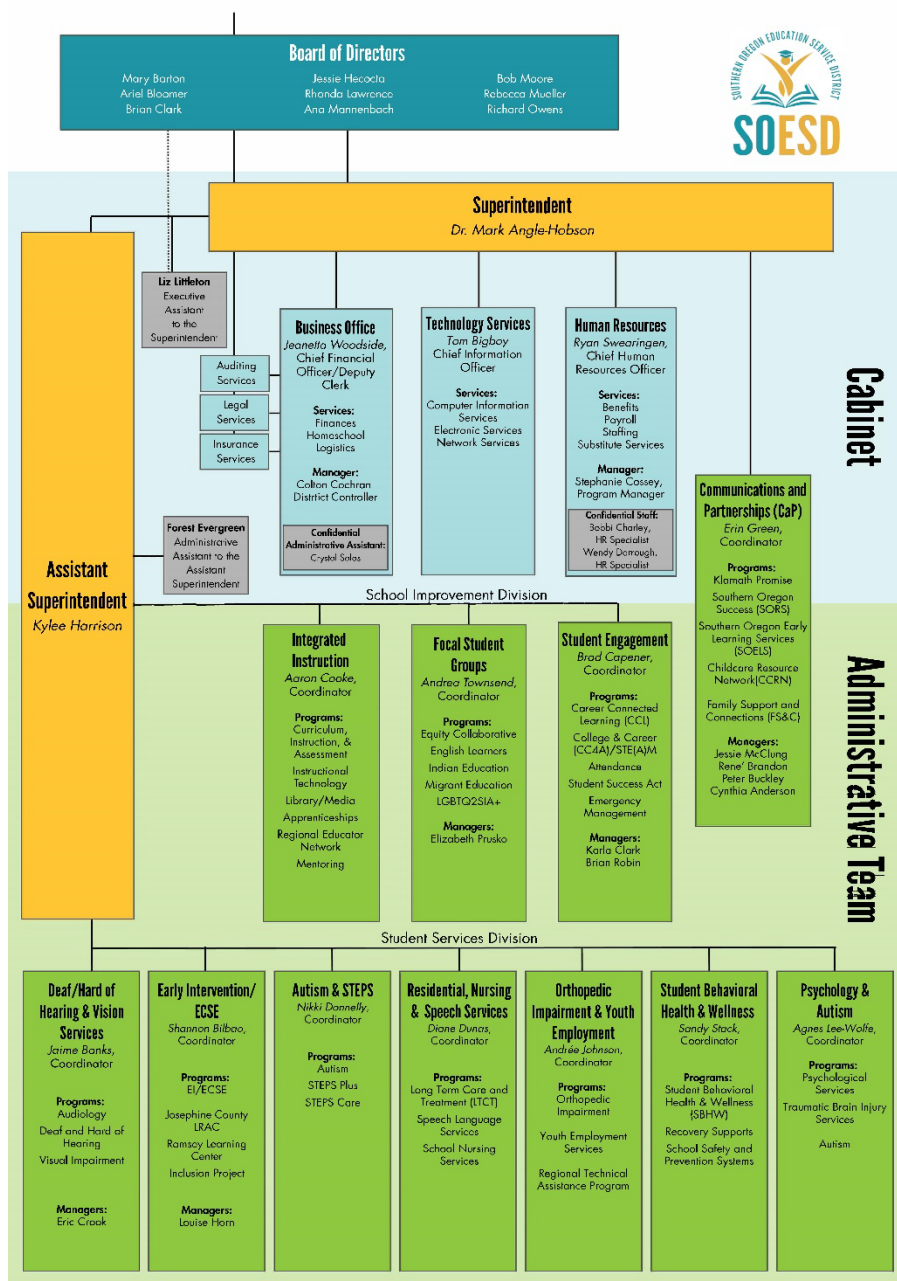 Board of Directors
Mary Barton
Ariel Bloomer
Brian Clark
Jessie Hecocta
Rhonda Lawrence
Ana Mannenbach
Bob Moore
Rebecca Mueller
Richard Owens
SOUTHERN OREGON EDUCATION SERVICE DISTRICT
SOESD
Superintendent
Dr. Mark Angle-Hobson
Cabinet
Administrative Team
Assistant
Superintendent
Kylee Harrison
Liz Littleton
Executive
Assistant
to the
Superintendent
Auditing
Services
Legal
Services
Insurance
Services
Business Office
Jeanetta Woodside,
Chief Financial
Officer/Deputy
Clerk
Services:
Finances
Homeschool
Logistics
Manager:
Colton Cochran
Distrtict Controller
Confidential
Administrative Assistant:
Crystal Salas
Technology Services
Tom Bigboy
Chief Information
Officer
Services:
Computer Information
Services
Electronic Services
Network Services
Human Resources
Ryan Swearingen,
Chief Human
Resources Officer
Services:
Benefits
Payroll
Staffing
Substitute Services
Manager:
Stephanie Cossey,
Program Manager
Confidential Staff:
Bobbi Charley,
HR Specialist
Wendy Dorrough,
HR Specialist
Communications and
Partnerships (CaP)
Erin Green,
Coordinator
Programs:
Klamath Promise
Southern Oregon
Success (SORS)
Southern Oregon Early
Learning Services
(SOELS)
Childcare Resource
Network(CCRN)
Family Support and
Connections (FS&C)
Managers:
Jessie McClung
Rene' Brandon
Peter Buckley
Cynthia Anderson
Forest Evergreen
Administrative
Assistant to the
Assistant
Superintendent
School Improvement Division
Integrated
Instruction
Aaron Cooke,
Coordinator
Programs:
Curriculum,
Instruction, &
Assessment
Instructional
Technology
Library/Media
Apprenticeships
Regional Educator
Network
Mentoring
Focal Student
Groups
Andrea Townsend,
Coordinator
Programs:
Equity Collaborative
English Learners
Indian Education
Migrant Education
LGBTQ2SIA+
Managers:
Elizabeth Prusko
Student Engagement
Brad Capener,
Coordinator
Programs:
Career Connected
Learning (CCL)
College & Career
(CC4A)/STE(A)M
Attendance
Student Success Act
Emergency
Management
Managers:
Karla Clark
Brian Robin
Student Services Division
Deaf/Hard of
Hearing & Vision
Services
Jaime Banks,
Coordinator
Programs:
Audiology
Deaf and Hard of
Hearing
Visual Impairment
Managers:
Eric Crook
Early Intervention/
ECSE
Shannon Bilbao,
Coordinator
Programs:
EI/ECSE
Josephine County
LRAC
Ramsey Learning
Center
Inclusion Project
Managers:
Louise Horn
Autism & STEPS
Nikki Donnelly,
Coordinator
Programs:
Autism
STEPS Plus
STEPS Care
Residential, Nursing
& Speech Services
Diane Dunas,
Coordinator
Programs:
Long Term Care and
Treatment (LTCT)
Speech Language
Services
School Nursing
Services
Orthopedic
Impairment & Youth
Employment
Andrée Johnson,
Coordinator
Programs:
Orthopedic
Impairment
Youth Employment
Services
Regional Technical
Assistance Program
Student Behavioral
Health & Wellness
Sandy Stack,
Coordinator
Programs:
Student Behavioral
Health & Wellness
(SBHW)
Recovery Supports
School Safety and
Prevention Systems
Psychology &
Autism
Agnes Lee-Wolfe,
Coordinator
Programs:
Psychological
Services
Traumatic Brain Injury
Services
Autism